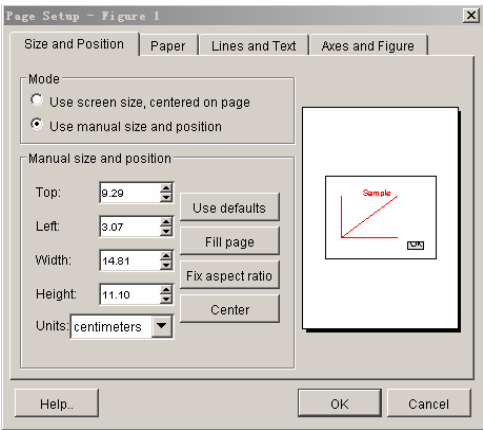 Page Setup - Figure 1
Size and Position Paper Lines and Text Axes and Figure
Mode
Use screen size, centered on page
Use manual size and position
Manual size and position
Top: 9.29
Left: 3.07
Width: 14.81
Height: 11.10
Units: centimeters
Use defaults
Fill page
Fix aspect ratio
Center
Sample
Help..
OK
Cancel